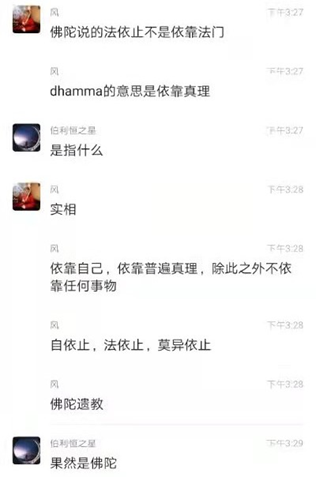 风
下午3:27
佛陀说的法依止不是依靠法门
风
下午3:27
dhamma的意思是依靠真理
伯利恒之星
下午3:27
是指什么
风
下午3:28
实相
风
下午3:28
依靠自己，依靠普遍真理，除此之外不依
靠任何事物
风
下午3:28
自依止，法依止，莫异依止
风
下午3:28
佛陀遗教
伯利恒之星
下午3:29
果然是佛陀